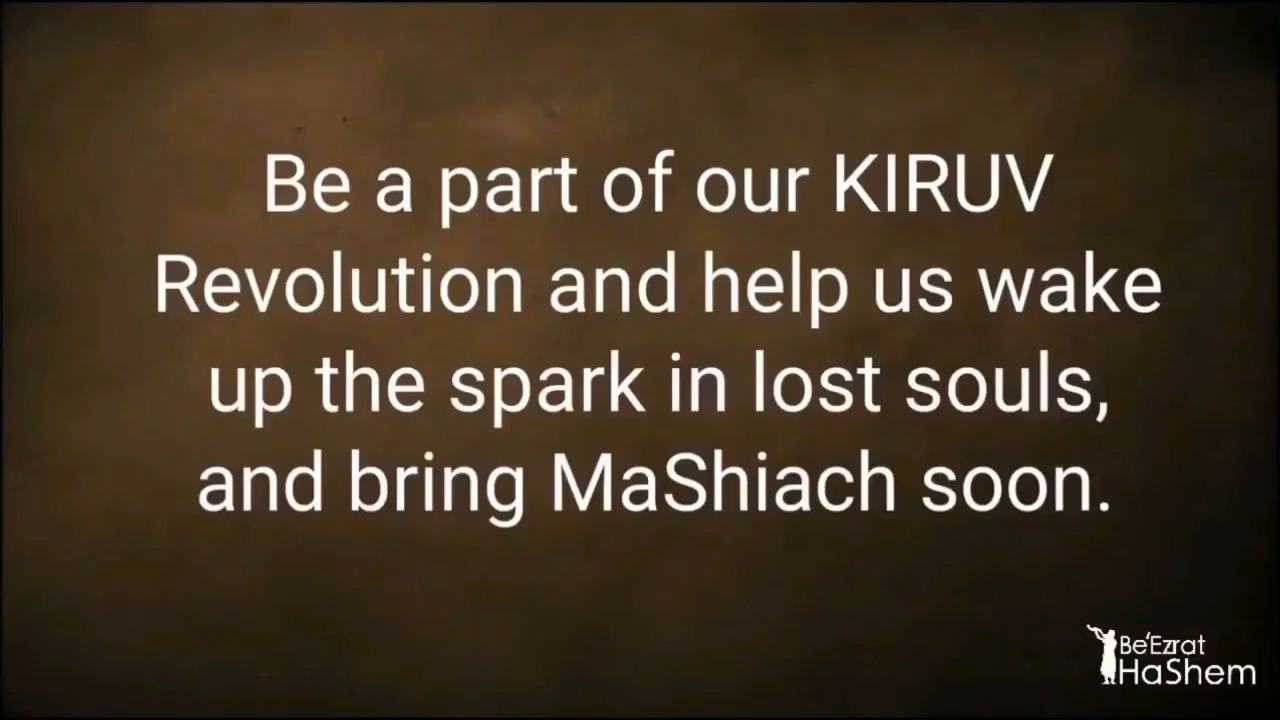 Be a part of our KIRUV
Revolution and help us wake
up the spark in lost souls,
and bring MaShiach soon.
Be'Ezrat
HaShem